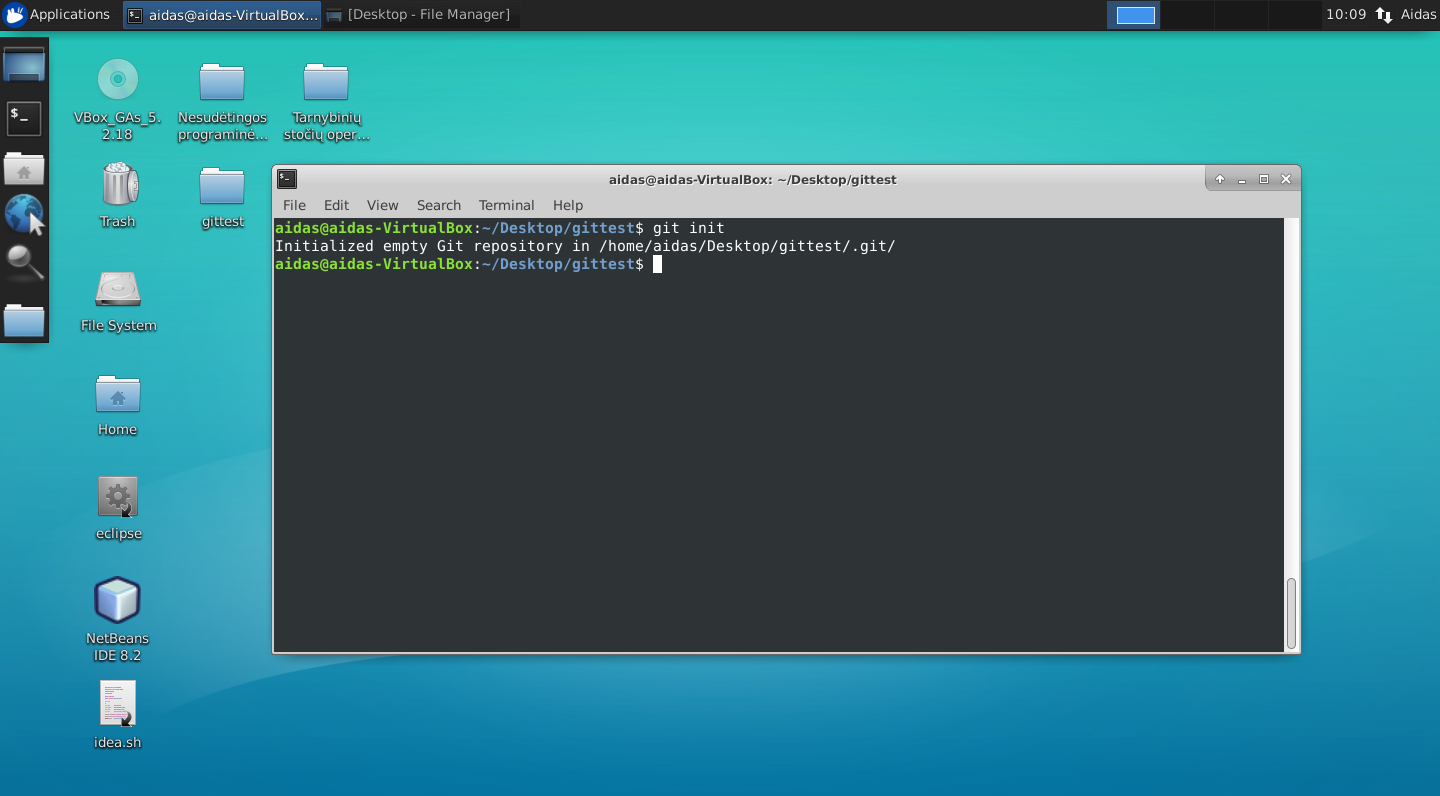 Applications
aidas@aidas-VirtualBox...
[Desktop - File Manager]
10:09
Aidas
VBox_GAs_5.
2.18
Nesudėtingos
programinė...
Tarnybinių
stočių oper...
Trash
gittest
File System
Home
eclipse
NetBeans
IDE 8.2
idea.sh
aidas@aidas-VirtualBox: ~/Desktop/gittest
File Edit View Search Terminal Help
aidas@aidas-VirtualBox:~/Desktop/gittest$ git init
Initialized empty Git repository in /home/aidas/Desktop/gittest/.git/
aidas@aidas-VirtualBox:~/Desktop/gittest$